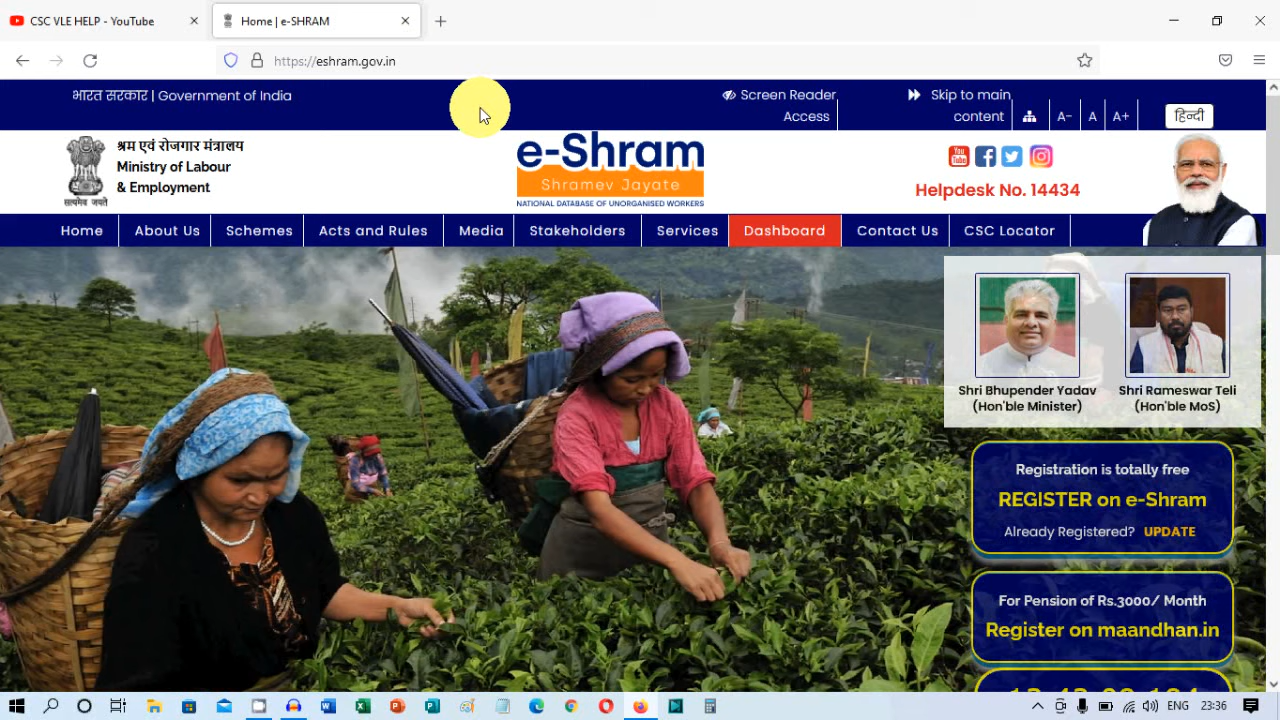 CSC VLE HELP - YouTube
Home | e-SHRAM
https://eshram.gov.in
भारत सरकार | Government of India
Screen Reader
Access
Skip to main
content
A-
A
A+
हिन्दी
श्रम एवं रोजगार मंत्रालय
Ministry of Labour
& Employment
सत्यमेव जयते
e-Shram
Shramev Jayate
NATIONAL DATABASE OF UNORGANISED WORKERS
You
Tube
Helpdesk No. 14434
Home
About Us
Schemes
Acts and Rules
Media
Stakeholders
Services
Dashboard
Contact Us
CSC Locator
Shri Bhupender Yadav
(Hon'ble Minister)
Shri Rameswar Teli
(Hon'ble MoS)
Registration is totally free
REGISTER on e-Shram
Already Registered? UPDATE
For Pension of Rs.3000/ Month
Register on maandhan.in
ENG
23:36